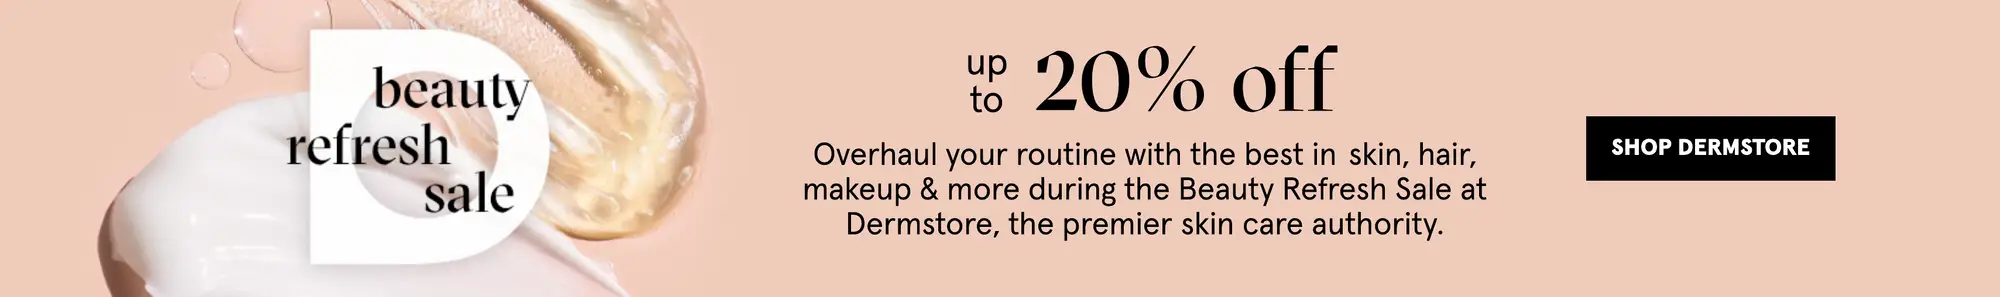 beauty
refresh
sale
up
to
20% off
Overhaul your routine with the best in skin, hair,
makeup & more during the Beauty Refresh Sale at
Dermstore, the premier skin care authority.
SHOP DERMSTORE